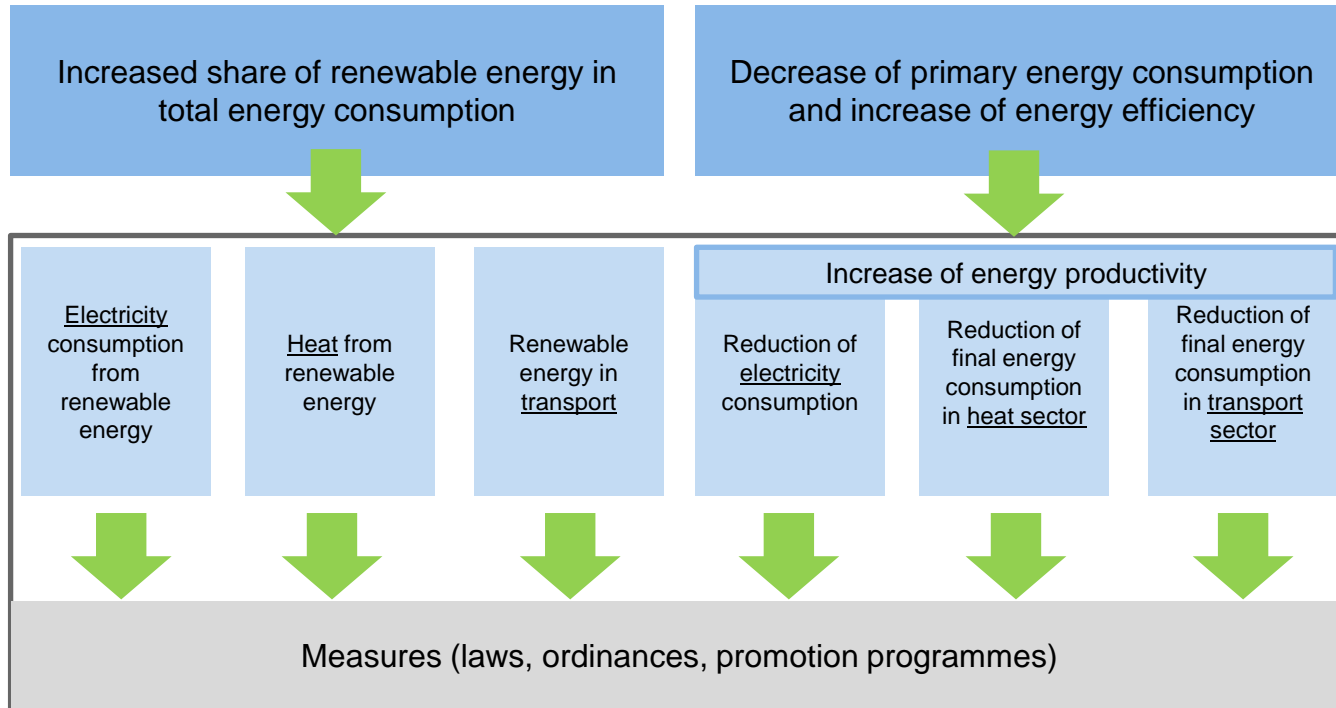 Increased share of renewable energy in
total energy consumption
Decrease of primary energy consumption
and increase of energy efficiency
Increase of energy productivity
Electricity
consumption
from
renewable
energy
Heat from
renewable
energy
Renewable
energy in
transport
Reduction of
electricity
consumption
Reduction of
final energy
consumption
in heat sector
Reduction of
final energy
consumption
in transport
sector
Measures (laws, ordinances, promotion programmes)